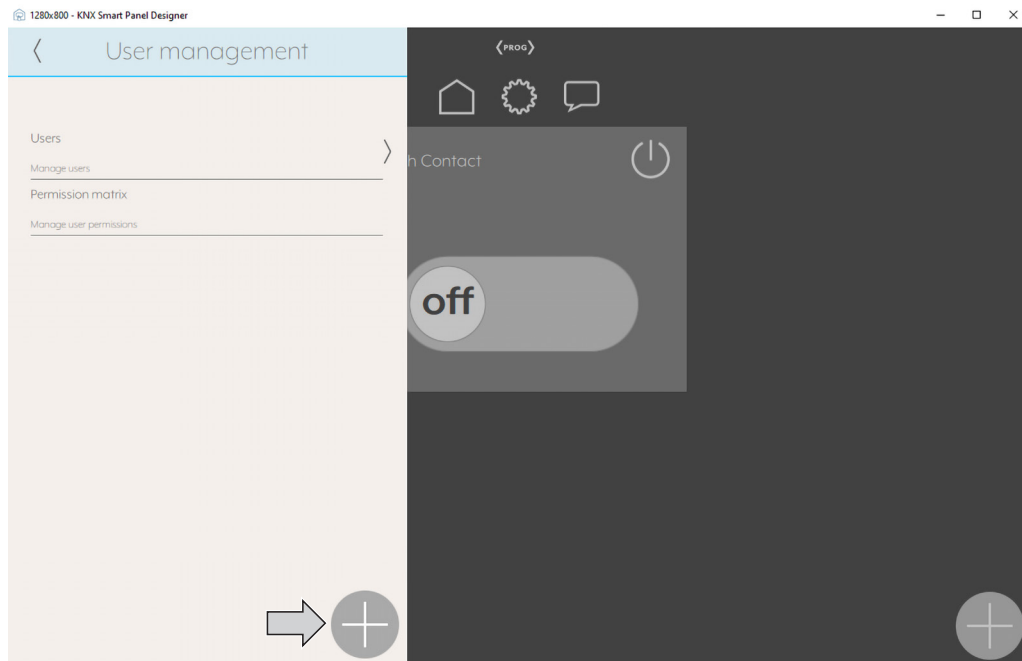 1280x800 - KNX Smart Panel Designer
User management
PROG
Users
Manage users
h Contact
Permission matrix
Manage user permissions
off